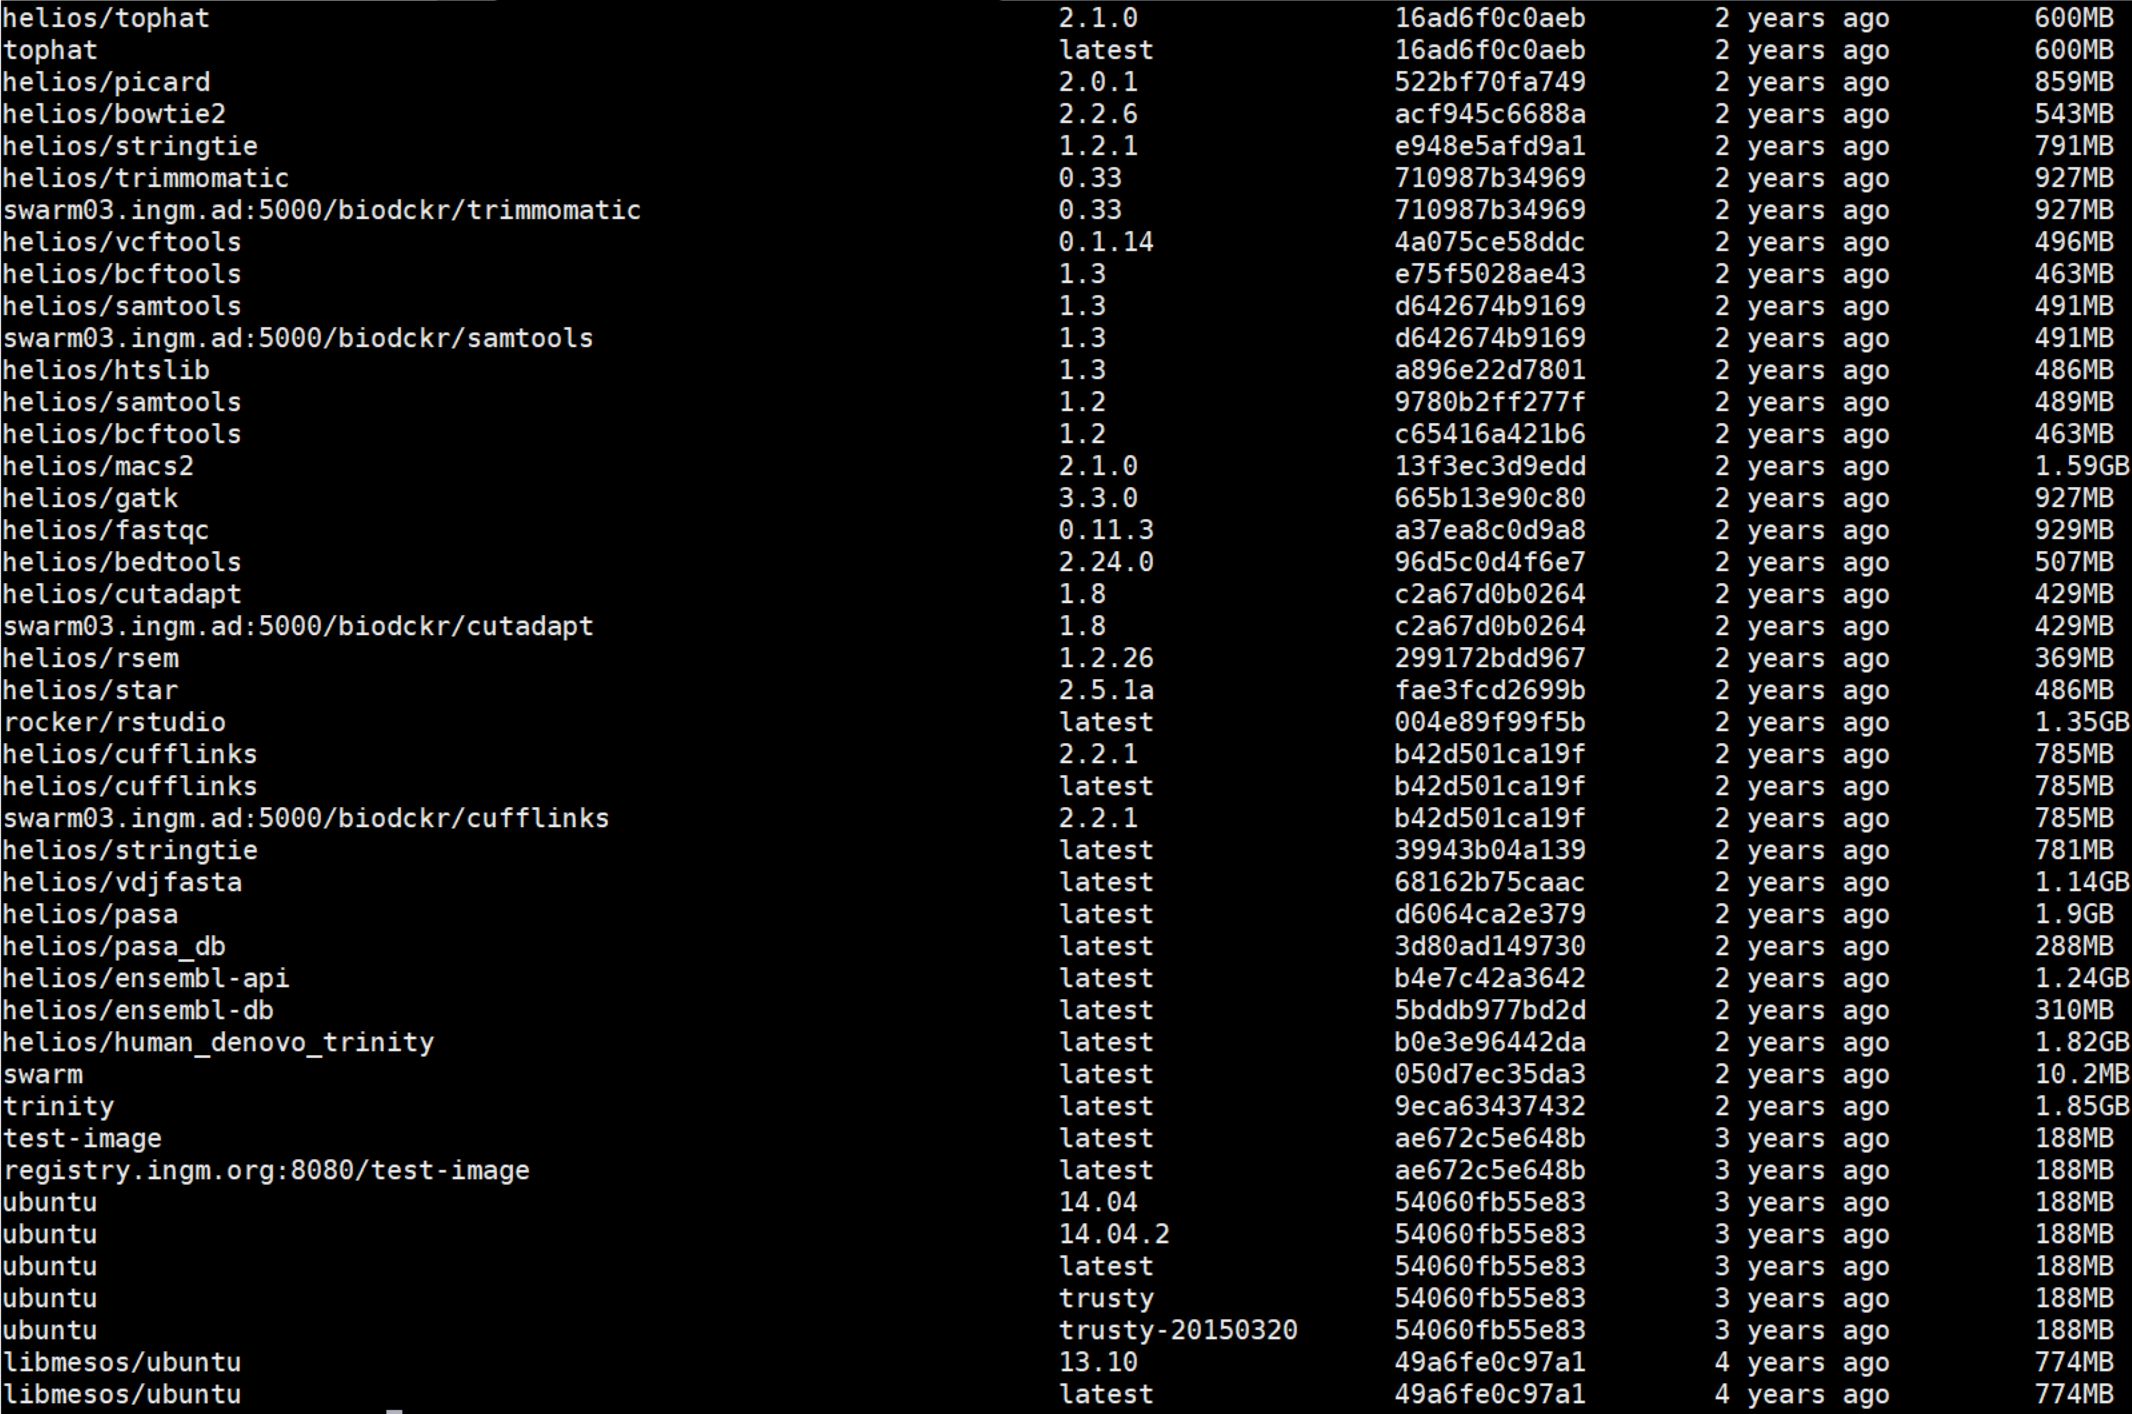 helios/tophat 2.1.0 16ad6f0c0aeb 2 years ago 600MB
tophat latest 16ad6f0c0aeb 2 years ago 600MB
helios/picard 2.0.1 522bf70fa749 2 years ago 859MB
helios/bowtie2 2.2.6 acf945c6688a 2 years ago 543MB
helios/stringtie 1.2.1 e948e5afd9a1 2 years ago 791MB
helios/trimmomatic 0.33 710987b34969 2 years ago 927MB
swarm03.ingm.ad:5000/biodckr/trimmomatic 0.33 710987b34969 2 years ago 927MB
helios/vcftools 0.1.14 4a075ce58ddc 2 years ago 496MB
helios/bcftools 1.3 e75f5028ae43 2 years ago 463MB
helios/samtools 1.3 d642674b9169 2 years ago 491MB
swarm03.ingm.ad:5000/biodckr/samtools 1.3 d642674b9169 2 years ago 491MB
helios/htslib 1.3 a896e22d7801 2 years ago 486MB
helios/samtools 1.2 9780b2ff277f 2 years ago 489MB
helios/bcftools 1.2 c65416a421b6 2 years ago 463MB
helios/macs2 2.1.0 13f3ec3d9edd 2 years ago 1.59GB
helios/gatk 3.3.0 665b13e90c80 2 years ago 927MB
helios/fastqc 0.11.3 a37ea8c0d9a8 2 years ago 929MB
helios/bedtools 2.24.0 96d5c0d4f6e7 2 years ago 507MB
helios/cutadapt 1.8 c2a67d0b0264 2 years ago 429MB
swarm03.ingm.ad:5000/biodckr/cutadapt 1.8 c2a67d0b0264 2 years ago 429MB
helios/rsem 1.2.26 299172bdd967 2 years ago 369MB
helios/star 2.5.1a fae3fcd2699b 2 years ago 486MB
rocker/rstudio latest 004e89f99f5b 2 years ago 1.35GB
helios/cufflinks 2.2.1 b42d501ca19f 2 years ago 785MB
helios/cufflinks latest b42d501ca19f 2 years ago 785MB
swarm03.ingm.ad:5000/biodckr/cufflinks 2.2.1 b42d501ca19f 2 years ago 785MB
helios/stringtie latest 39943b04a139 2 years ago 781MB
helios/vdjfasta latest 68162b75caac 2 years ago 1.14GB
helios/pasa latest d6064ca2e379 2 years ago 1.9GB
helios/pasa_db latest 3d80ad149730 2 years ago 288MB
helios/ensembl-api latest b4e7c42a3642 2 years ago 1.24GB
helios/ensembl-db latest 5bddb977bd2d 2 years ago 310MB
helios/human_denovo_trinity latest b0e3e96442da 2 years ago 1.82GB
swarm latest 050d7ec35da3 2 years ago 10.2MB
trinity latest 9eca63437432 2 years ago 1.85GB
test-image latest ae672c5e648b 3 years ago 188MB
registry.ingm.org:8080/test-image latest ae672c5e648b 3 years ago 188MB
ubuntu 14.04 54060fb55e83 3 years ago 188MB
ubuntu 14.04.2 54060fb55e83 3 years ago 188MB
ubuntu latest 54060fb55e83 3 years ago 188MB
ubuntu trusty 54060fb55e83 3 years ago 188MB
ubuntu trusty-20150320 54060fb55e83 3 years ago 188MB
libmesos/ubuntu 13.10 49a6fe0c97a1 4 years ago 774MB
libmesos/ubuntu latest 49a6fe0c97a1 4 years ago 774MB